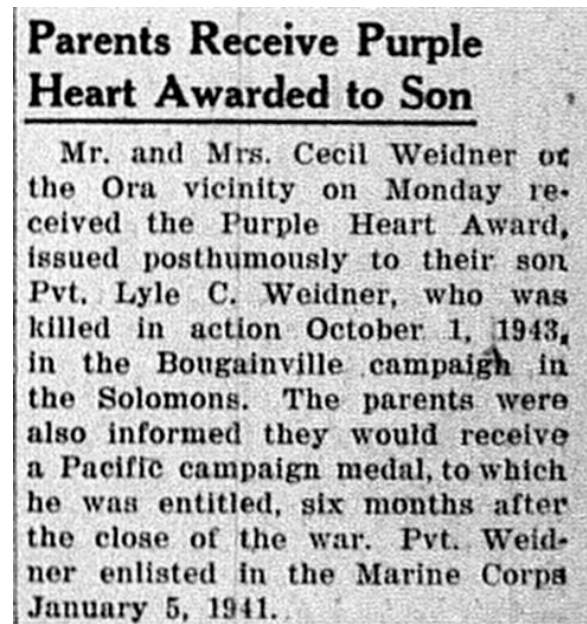 Parents Receive Purple
Heart Awarded to Son
Mr. and Mrs. Cecil Weidner of
the Ora vicinity on Monday re-
ceived the Purple Heart Award,
issued posthumously to their son
Pvt. Lyle C. Weidner, who was
killed in action October 1, 1943,
in the Bougainville campaign in
the Solomons. The parents were
also informed they would receive
a Pacific campaign medal, to which
he was entitled, six months after
the close of the war. Pvt. Weid-
ner enlisted in the Marine Corps
January 5, 1941.